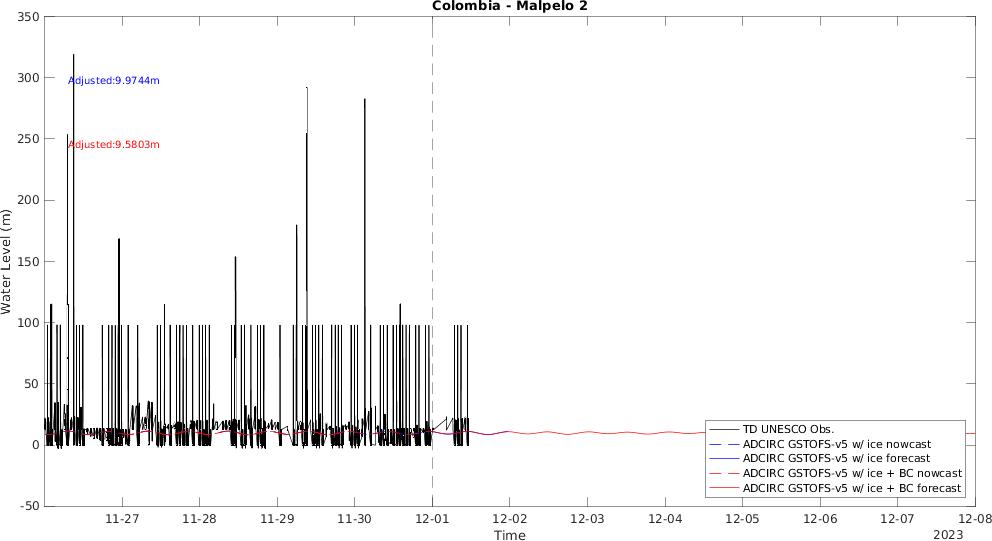 Colombia - Malpelo 2
350
300
250
200
150
100
50
0
-50
Water Level (m)
Adjusted:9.9744m
Adjusted:9.5803m
TD UNESCO Obs.
ADCIRC GSTOFS-v5 w/ ice nowcast
ADCIRC GSTOFS-v5 w/ ice forecast
ADCIRC GSTOFS-v5 w/ ice + BC nowcast
ADCIRC GSTOFS-v5 w/ ice + BC forecast
11-27 11-28 11-29 11-30 12-01 12-02 12-03 12-04 12-05 12-06 12-07 12-08
Time
2023